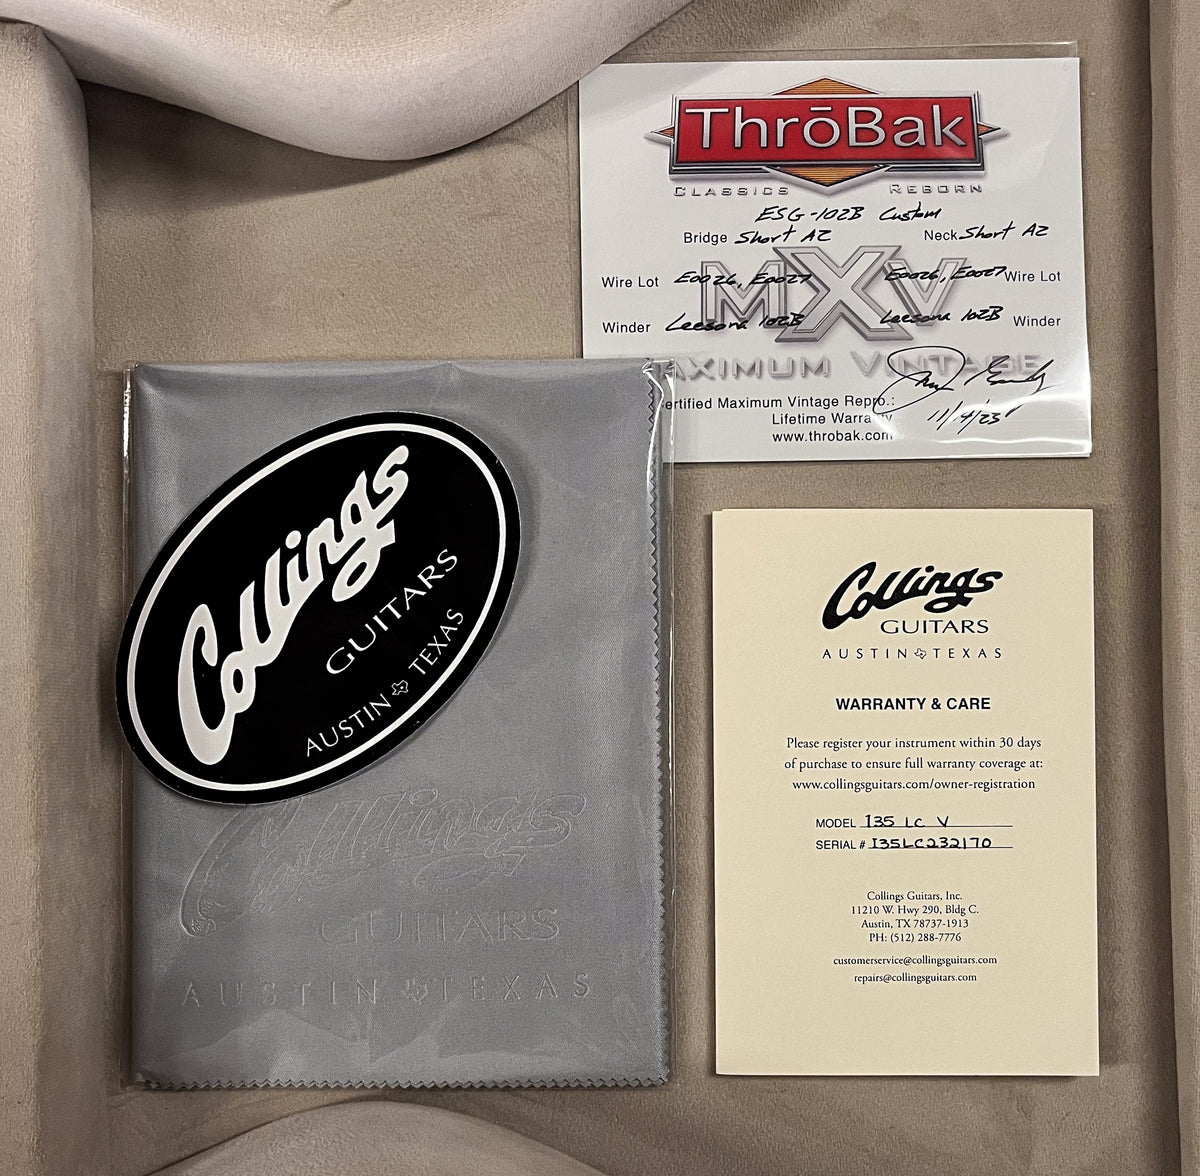 ThrōBak
CLASSICS REBORN
ESG-102B Custom
Bridge Short A2 Neck Short A2
Wire Lot E0026, E0027 E0026, E0027 Wire Lot
MXV
Winder Leesona 102B Leesona 102B Winder
MAXIMUM VINTAGE
ertified Maximum Vintage Repro.:
Lifetime Warranty 11/14/23
www.throbak.com
Collings
GUITARS
AUSTIN TEXAS
Collings
GUITARS
AUSTIN TEXAS
Collings
GUITARS
AUSTIN TEXAS
WARRANTY & CARE
Please register your instrument within 30 days
of purchase to ensure full warranty coverage at:
www.collingsguitars.com/owner-registration
MODEL I35 LC V
SERIAL # I35LC232170
Collings Guitars, Inc.
11210 W. Hwy 290, Bldg C.
Austin, TX 78737-1913
PH: (512) 288-7776
customerservice@collingsguitars.com
repairs@collingsguitars.com